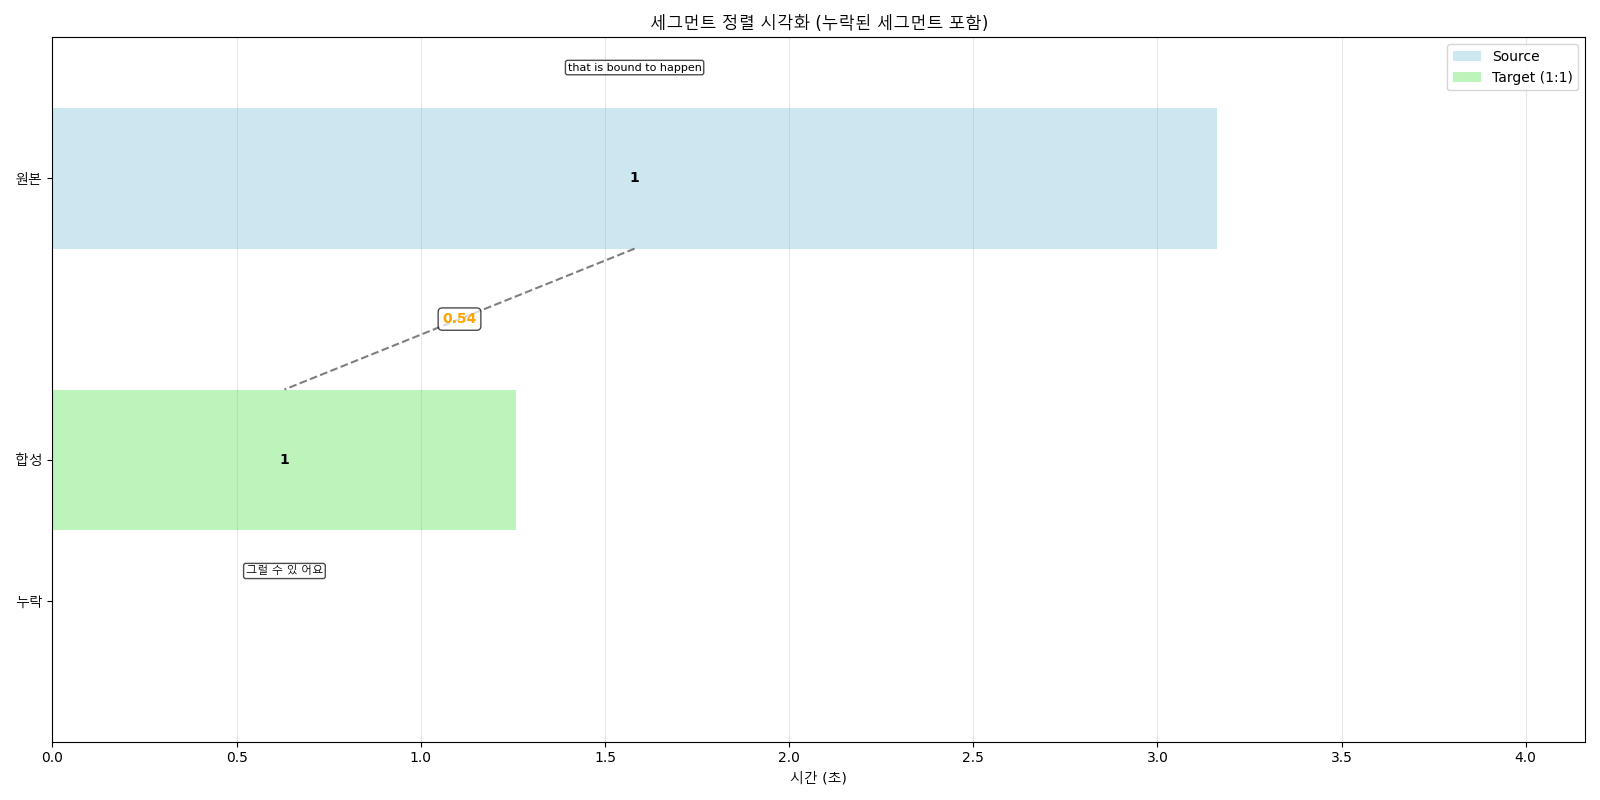 세그먼트 정렬 시각화 (누락된 세그먼트 포함)
Source
Target (1:1)
that is bound to happen
원본
1
0.54
합성
1
그럴 수 있 어요
누락
0.0 0.5 1.0 1.5 2.0 2.5 3.0 3.5 4.0
시간 (초)